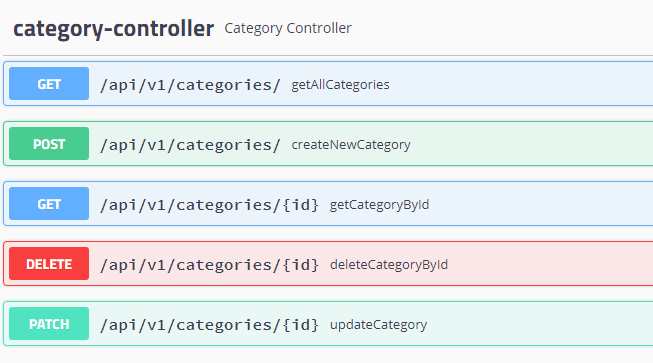 category-controller Category Controller
GET /api/v1/categories/ getAllCategories
POST /api/v1/categories/ createNewCategory
GET /api/v1/categories/{id} getCategoryById
DELETE /api/v1/categories/{id} deleteCategoryById
PATCH /api/v1/categories/{id} updateCategory